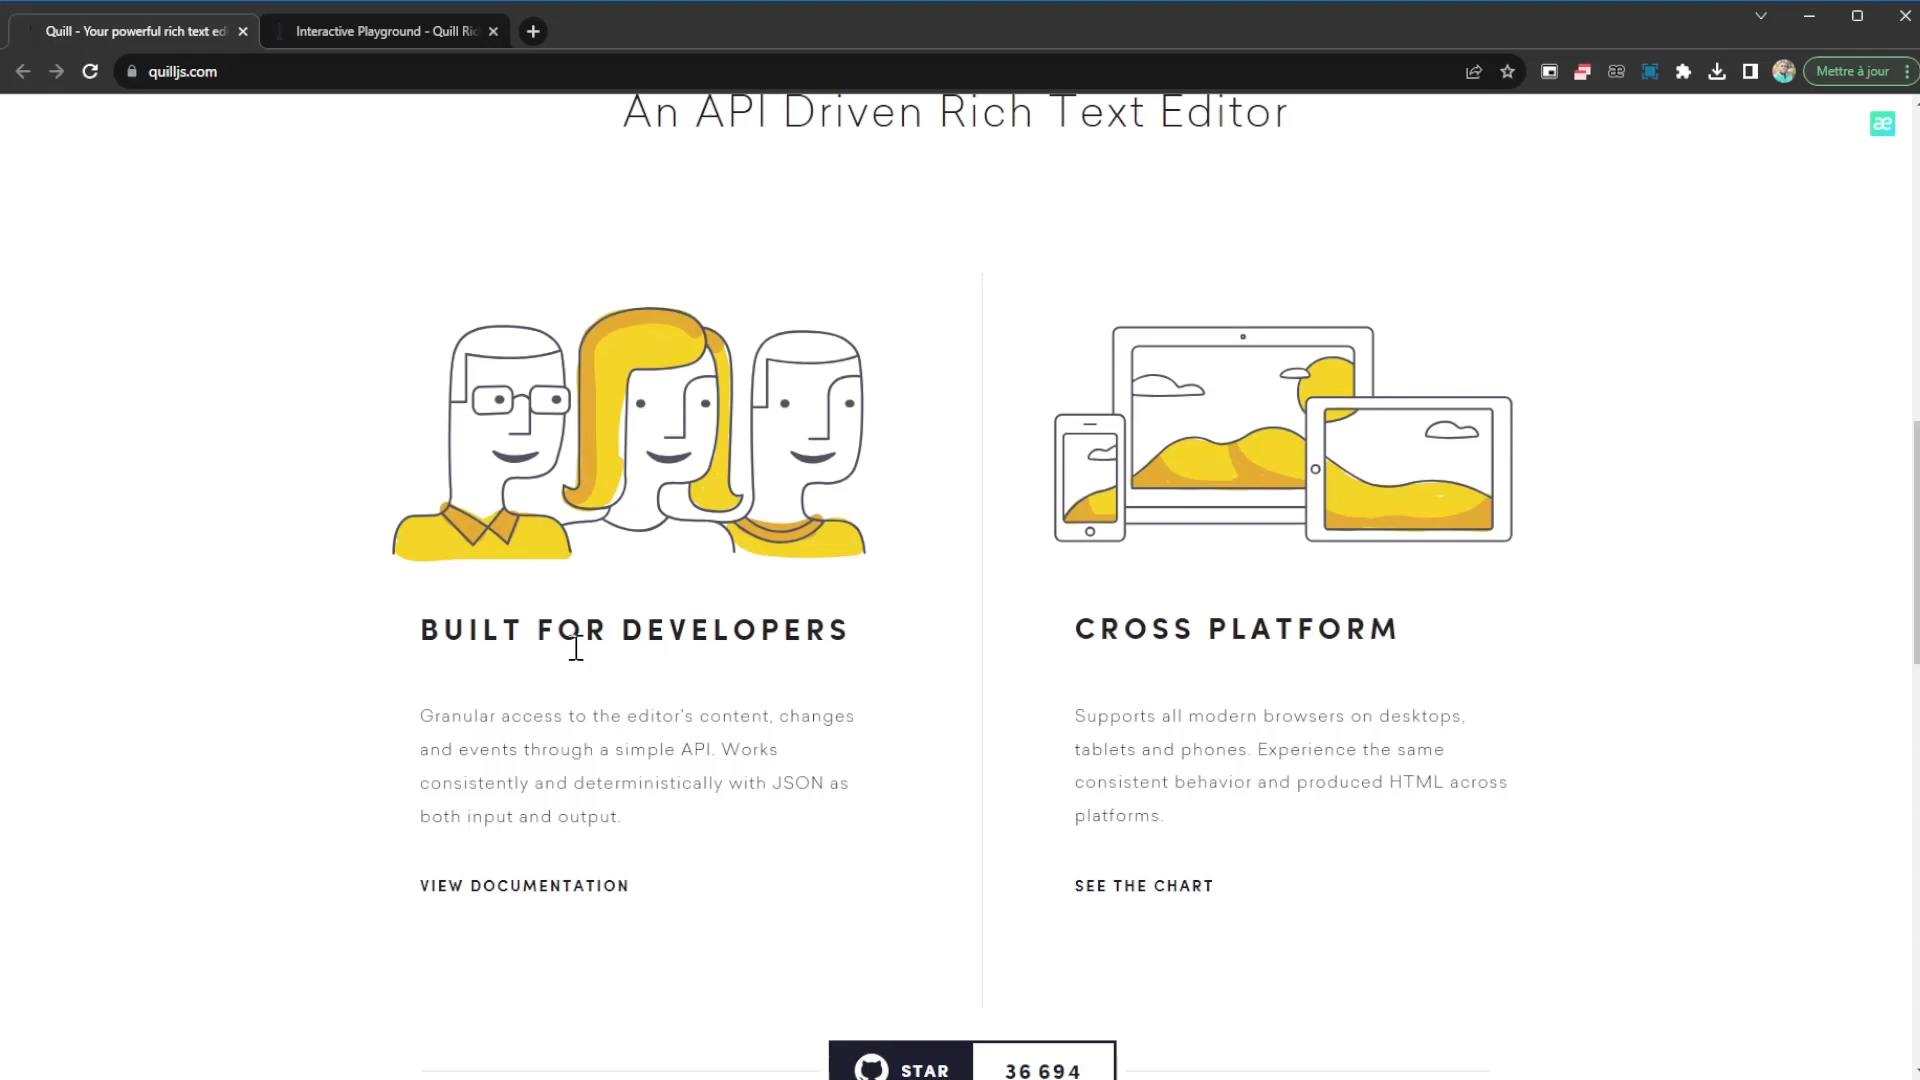 Quill - Your powerful rich text ed
Interactive Playground - Quill Ric
quilljs.com
Mettre à jour
An API Driven Rich Text Editor
æ
BUILT FOR DEVELOPERS
Granular access to the editor's content, changes
and events through a simple API. Works
consistently and deterministically with JSON as
both input and output.
VIEW DOCUMENTATION
CROSS PLATFORM
Supports all modern browsers on desktops,
tablets and phones. Experience the same
consistent behavior and produced HTML across
platforms.
SEE THE CHART
STAR
36 694